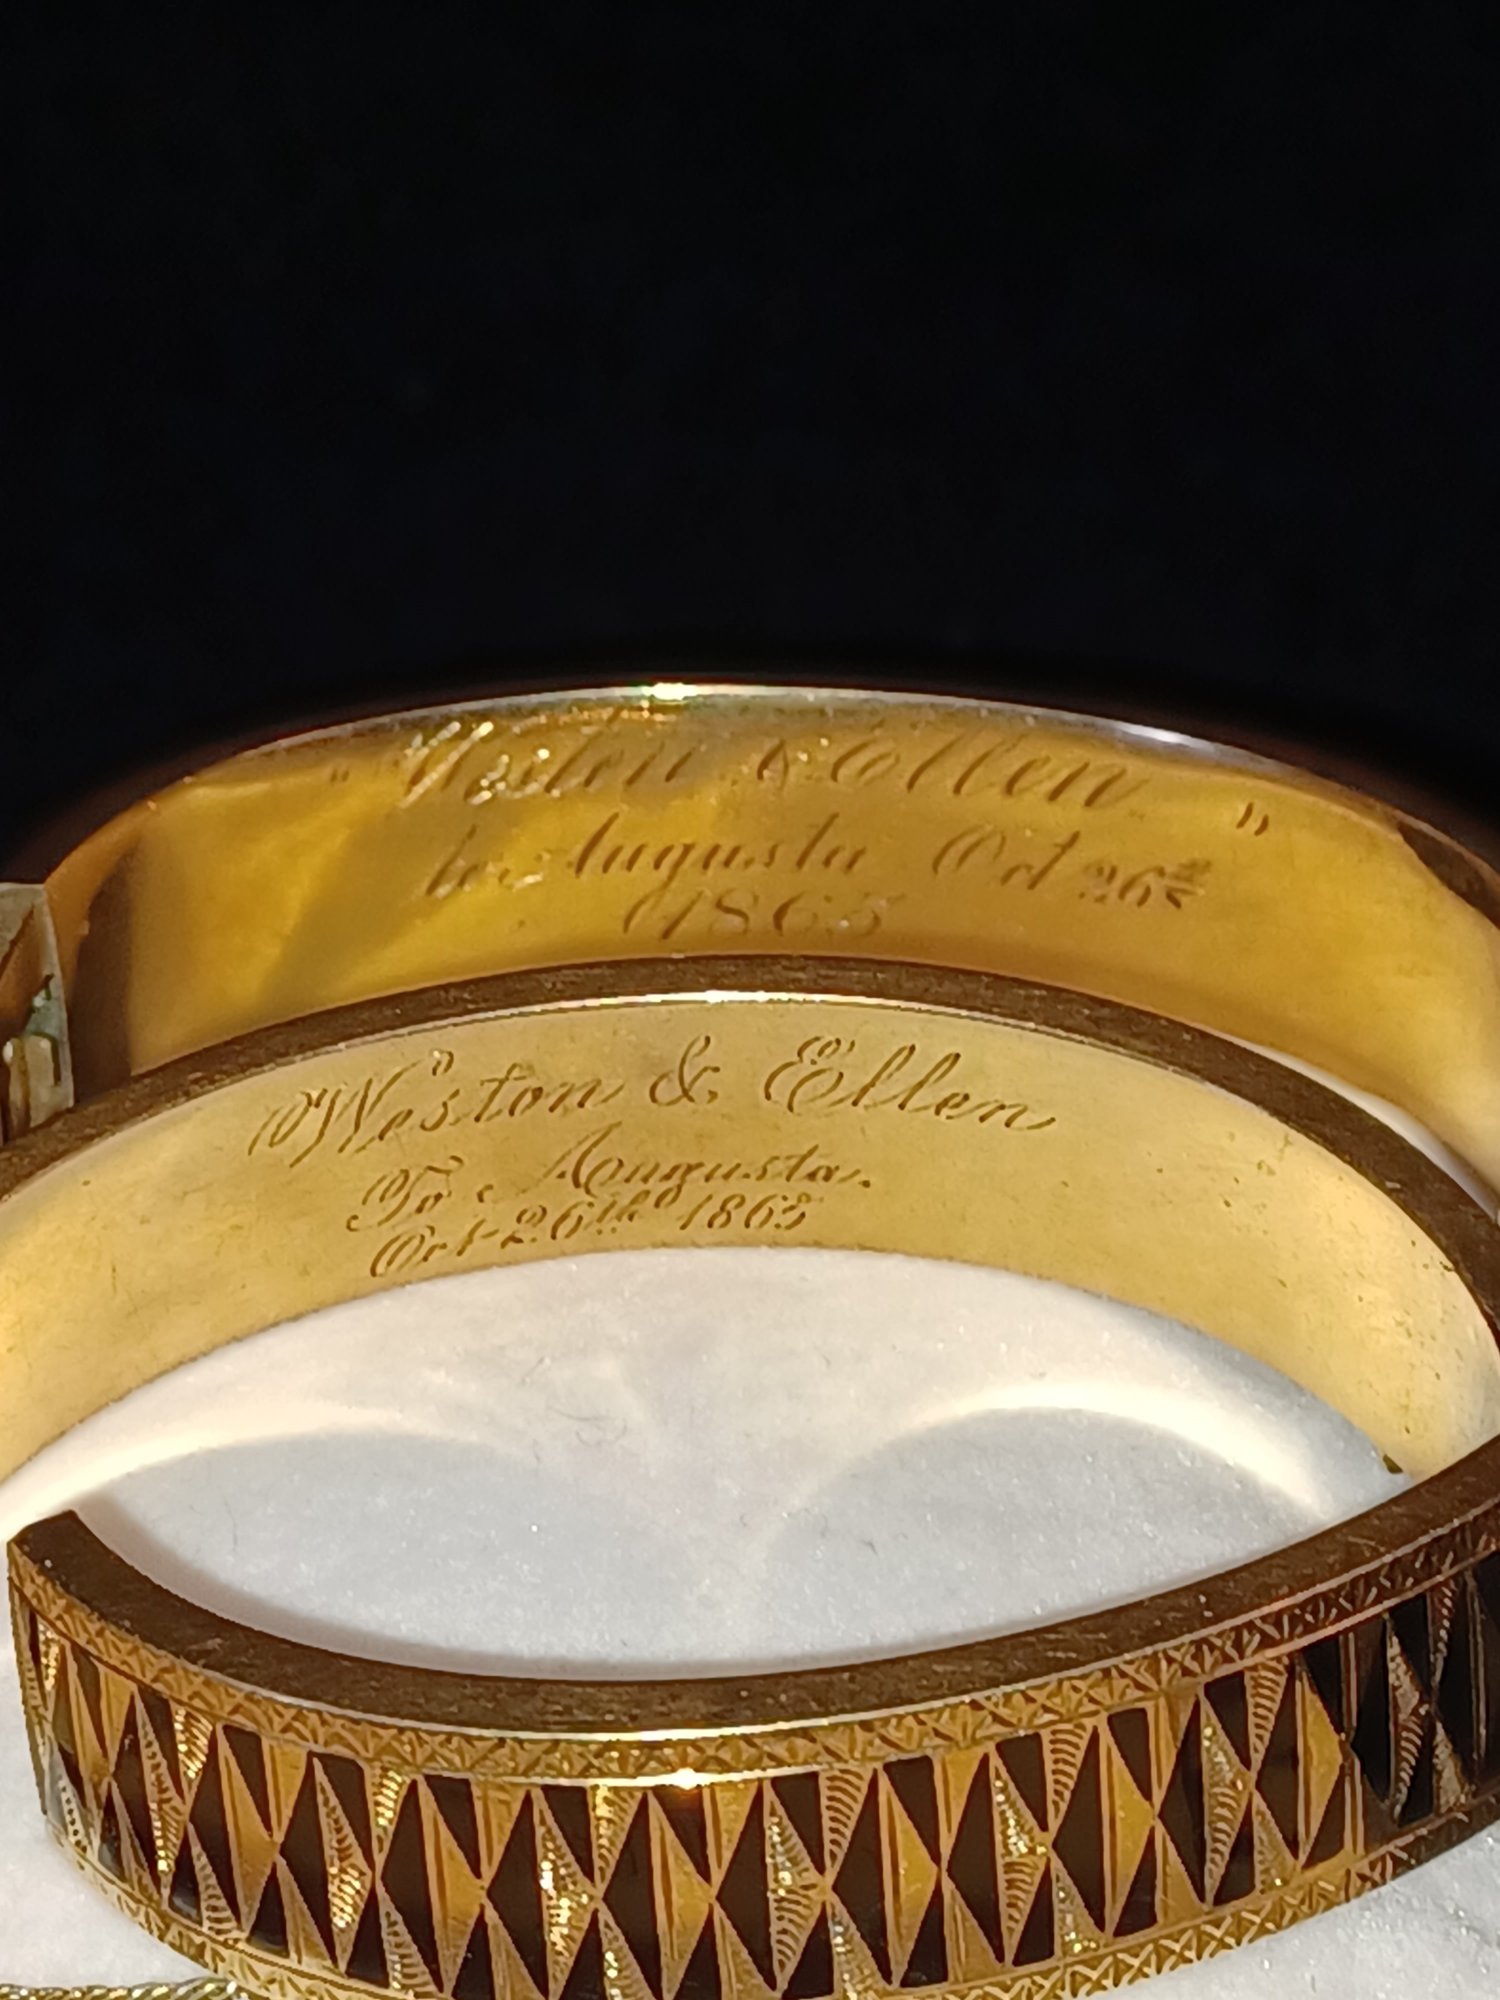 " Weston & Ellen "
to Augusta Oct 26th
1865
Weston & Ellen
To Augusta.
Oct 26th 1865